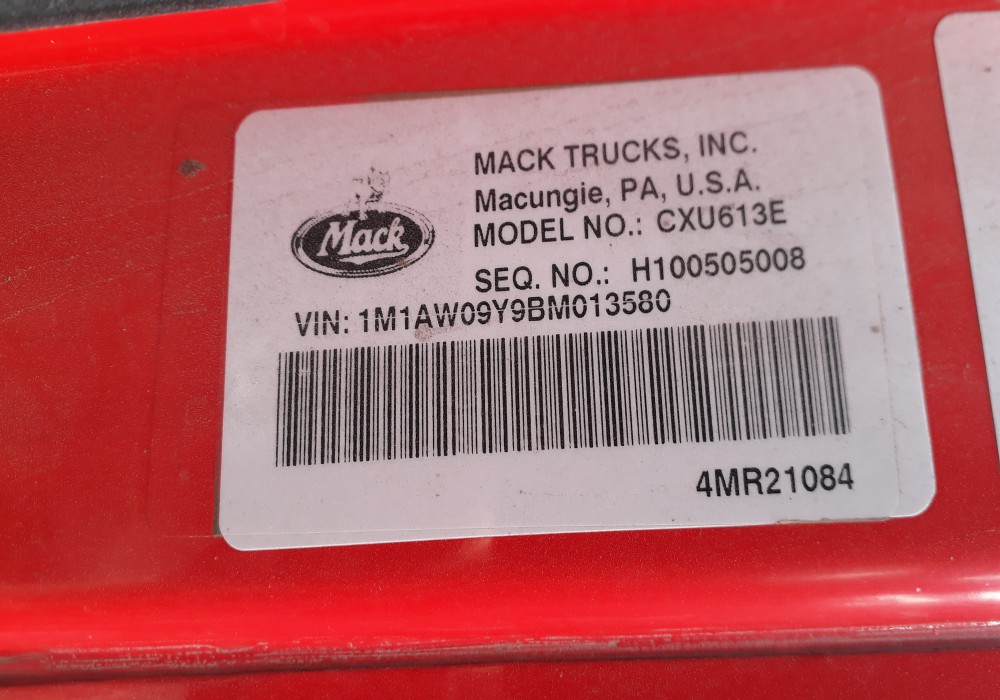 Mack
MACK TRUCKS, INC.
Macungie, PA, U.S.A.
MODEL NO.: CXU613E
SEQ. NO.: H100505008
VIN: 1M1AW09Y9BM013580
4MR21084